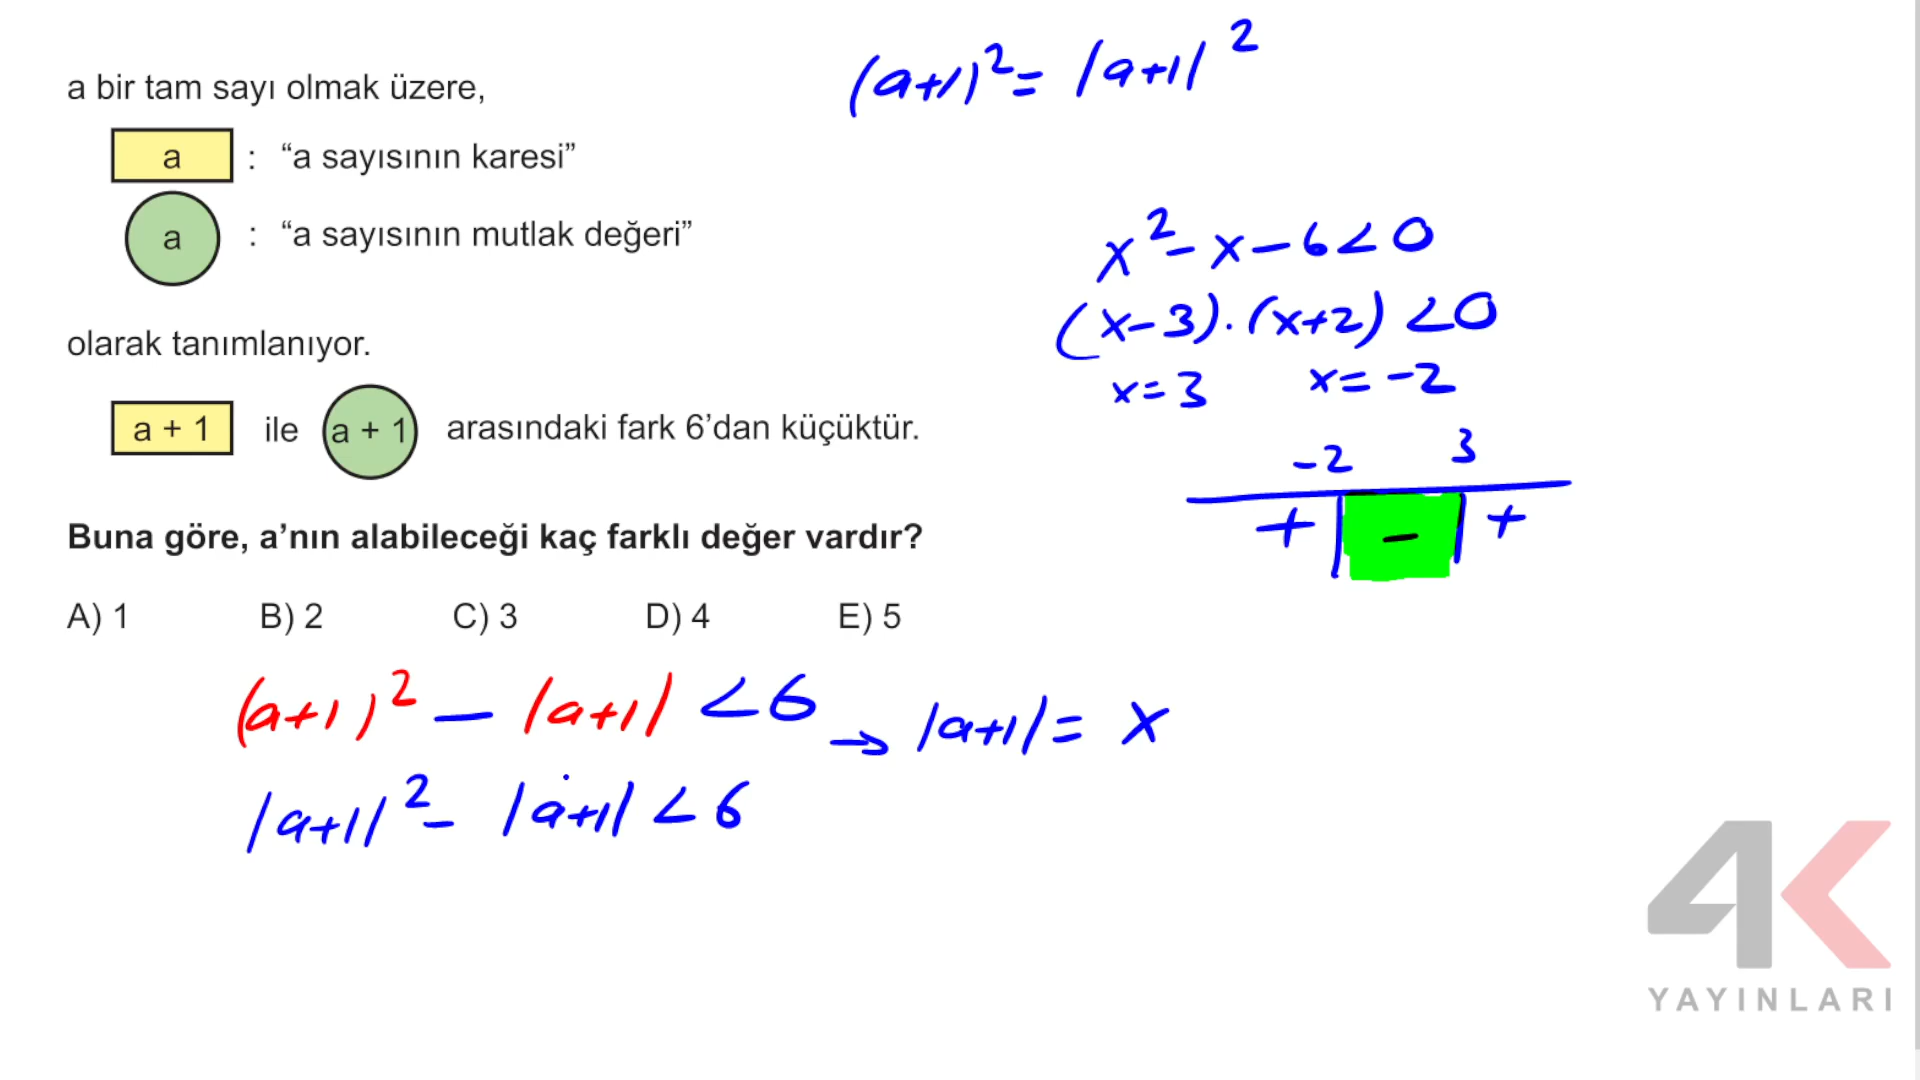 a bir tam sayı olmak üzere,
a : “a sayısının karesi”
a : “a sayısının mutlak değeri”
olarak tanımlanıyor.
a + 1 ile a + 1 arasındaki fark 6’dan küçüktür.
Buna göre, a’nın alabileceği kaç farklı değer vardır?
A) 1 B) 2 C) 3 D) 4 E) 5
(a+1)² − |a+1| < 6 → |a+1| = x
|a+1|² − |a+1| < 6
(a+1)² = |a+1|²
x² − x − 6 < 0
(x−3)·(x+2) < 0
x = 3 x = −2
−2 3
+ − +
4K
YAYINLARI